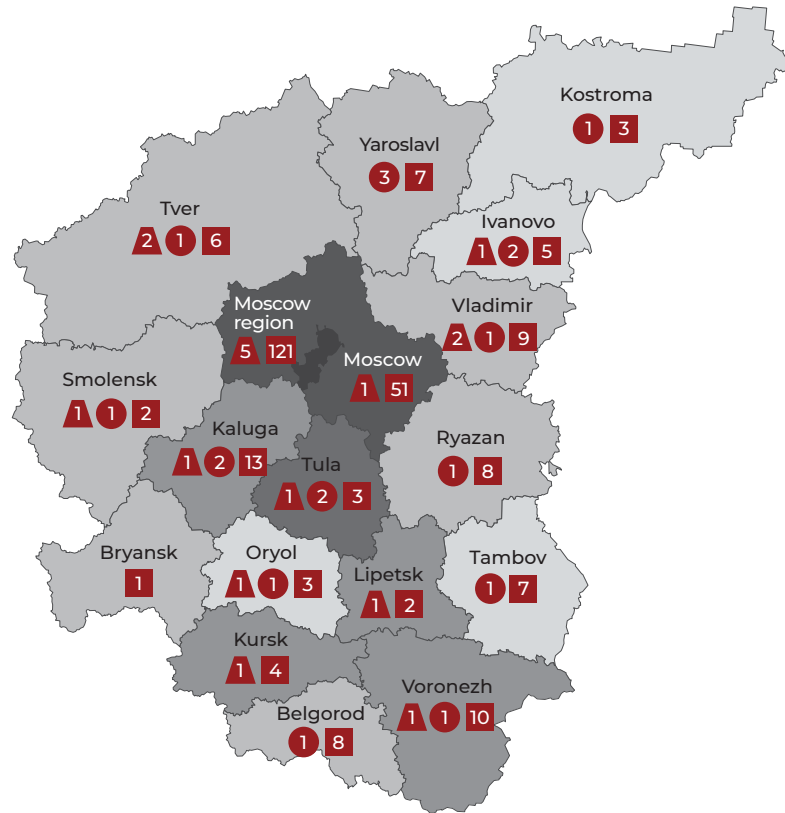 Kostroma
1 3
Yaroslavl
3 7
Tver
2 1 6
Ivanovo
1 2 5
Moscow
region
5 121
Vladimir
2 1 9
Moscow
1 51
Smolensk
1 1 2
Kaluga
1 2 13
Ryazan
1 8
Tula
1 2 3
Bryansk
1
Oryol
1 1 3
Lipetsk
1 2
Tambov
1 7
Kursk
1 4
Voronezh
1 1 10
Belgorod
1 8